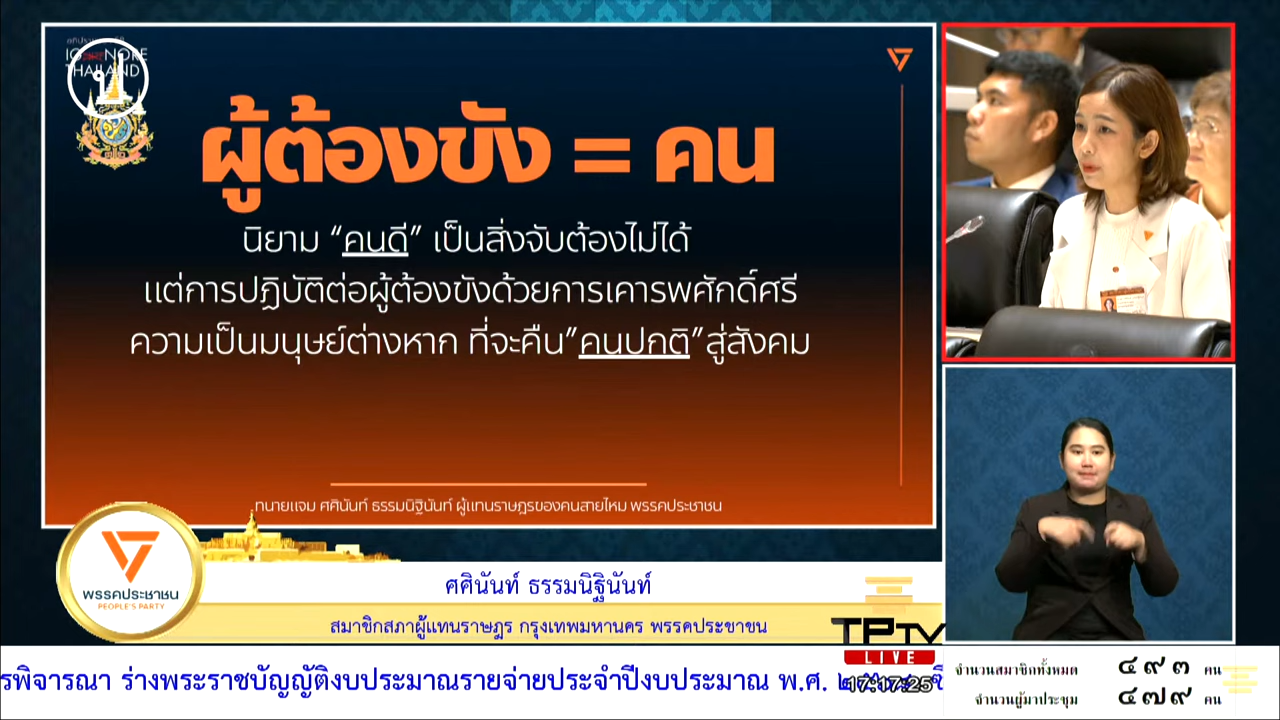 THAILAND
ผู้ต้องขัง = คน
นิยาม “คนดี” เป็นสิ่งจับต้องไม่ได้
แต่การปฏิบัติต่อผู้ต้องขังด้วยการเคารพศักดิ์ศรี
ความเป็นมนุษย์ต่างหาก ที่จะคืน”คนปกติ”สู่สังคม
ทนายแจม ศศินันท์ ธรรมนิฐินันท์ ผู้แทนราษฎรของคนสายไหม พรรคประชาชน
พรรคประชาชน
PEOPLE'S PARTY
ศศินันท์ ธรรมนิฐินันท์
สมาชิกสภาผู้แทนราษฎร กรุงเทพมหานคร พรรคประชาชน
TPTV
LIVE
17:17:25
รพิจารณา ร่างพระราชบัญญัติงบประมาณรายจ่ายประจำปีงบประมาณ พ.ศ.
จำนวนสมาชิกทั้งหมด ๔๙๓ คน
จำนวนผู้มาประชุม ๔๗๙ คน